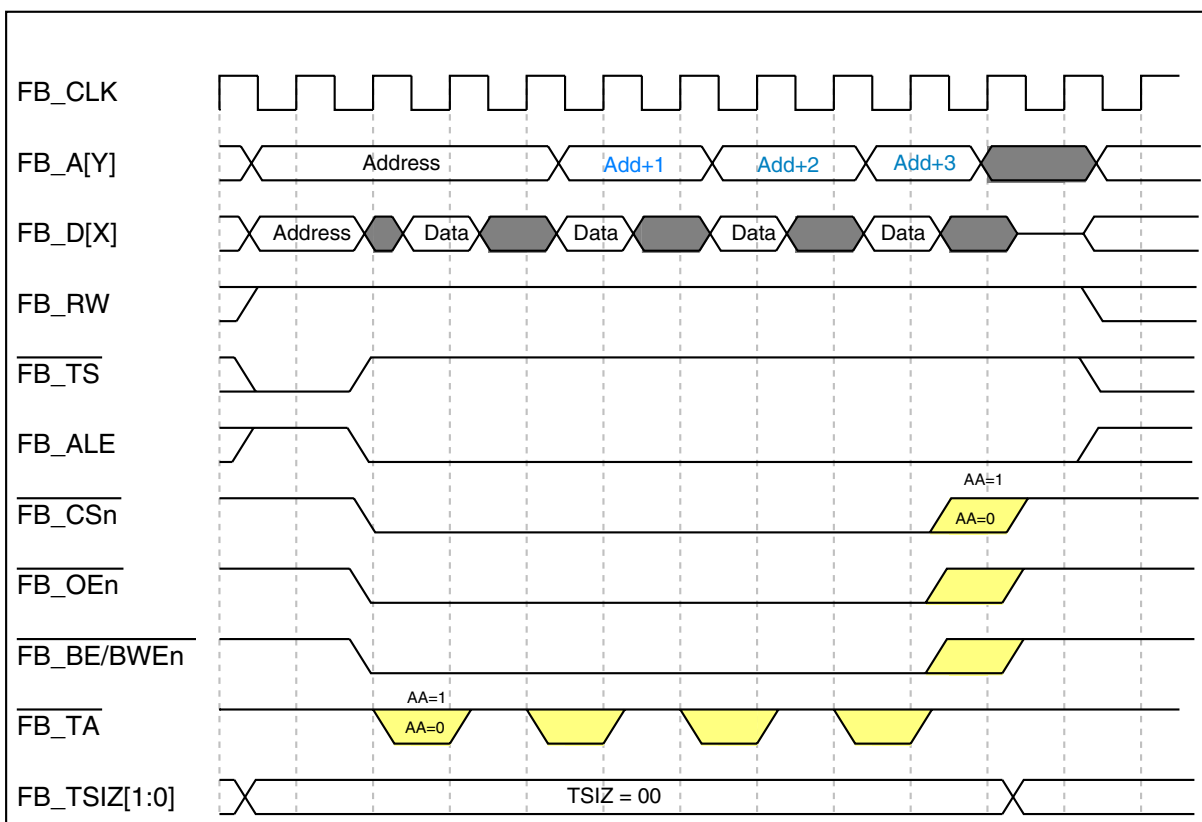 FB_CLK
FB_A[Y] Address Add+1 Add+2 Add+3
FB_D[X] Address Data Data Data Data
FB_RW
FB_TS
FB_ALE
AA=1
FB_CSn AA=0
FB_OEn
FB_BE/BWEn
AA=1
FB_TA AA=0
FB_TSIZ[1:0] TSIZ = 00